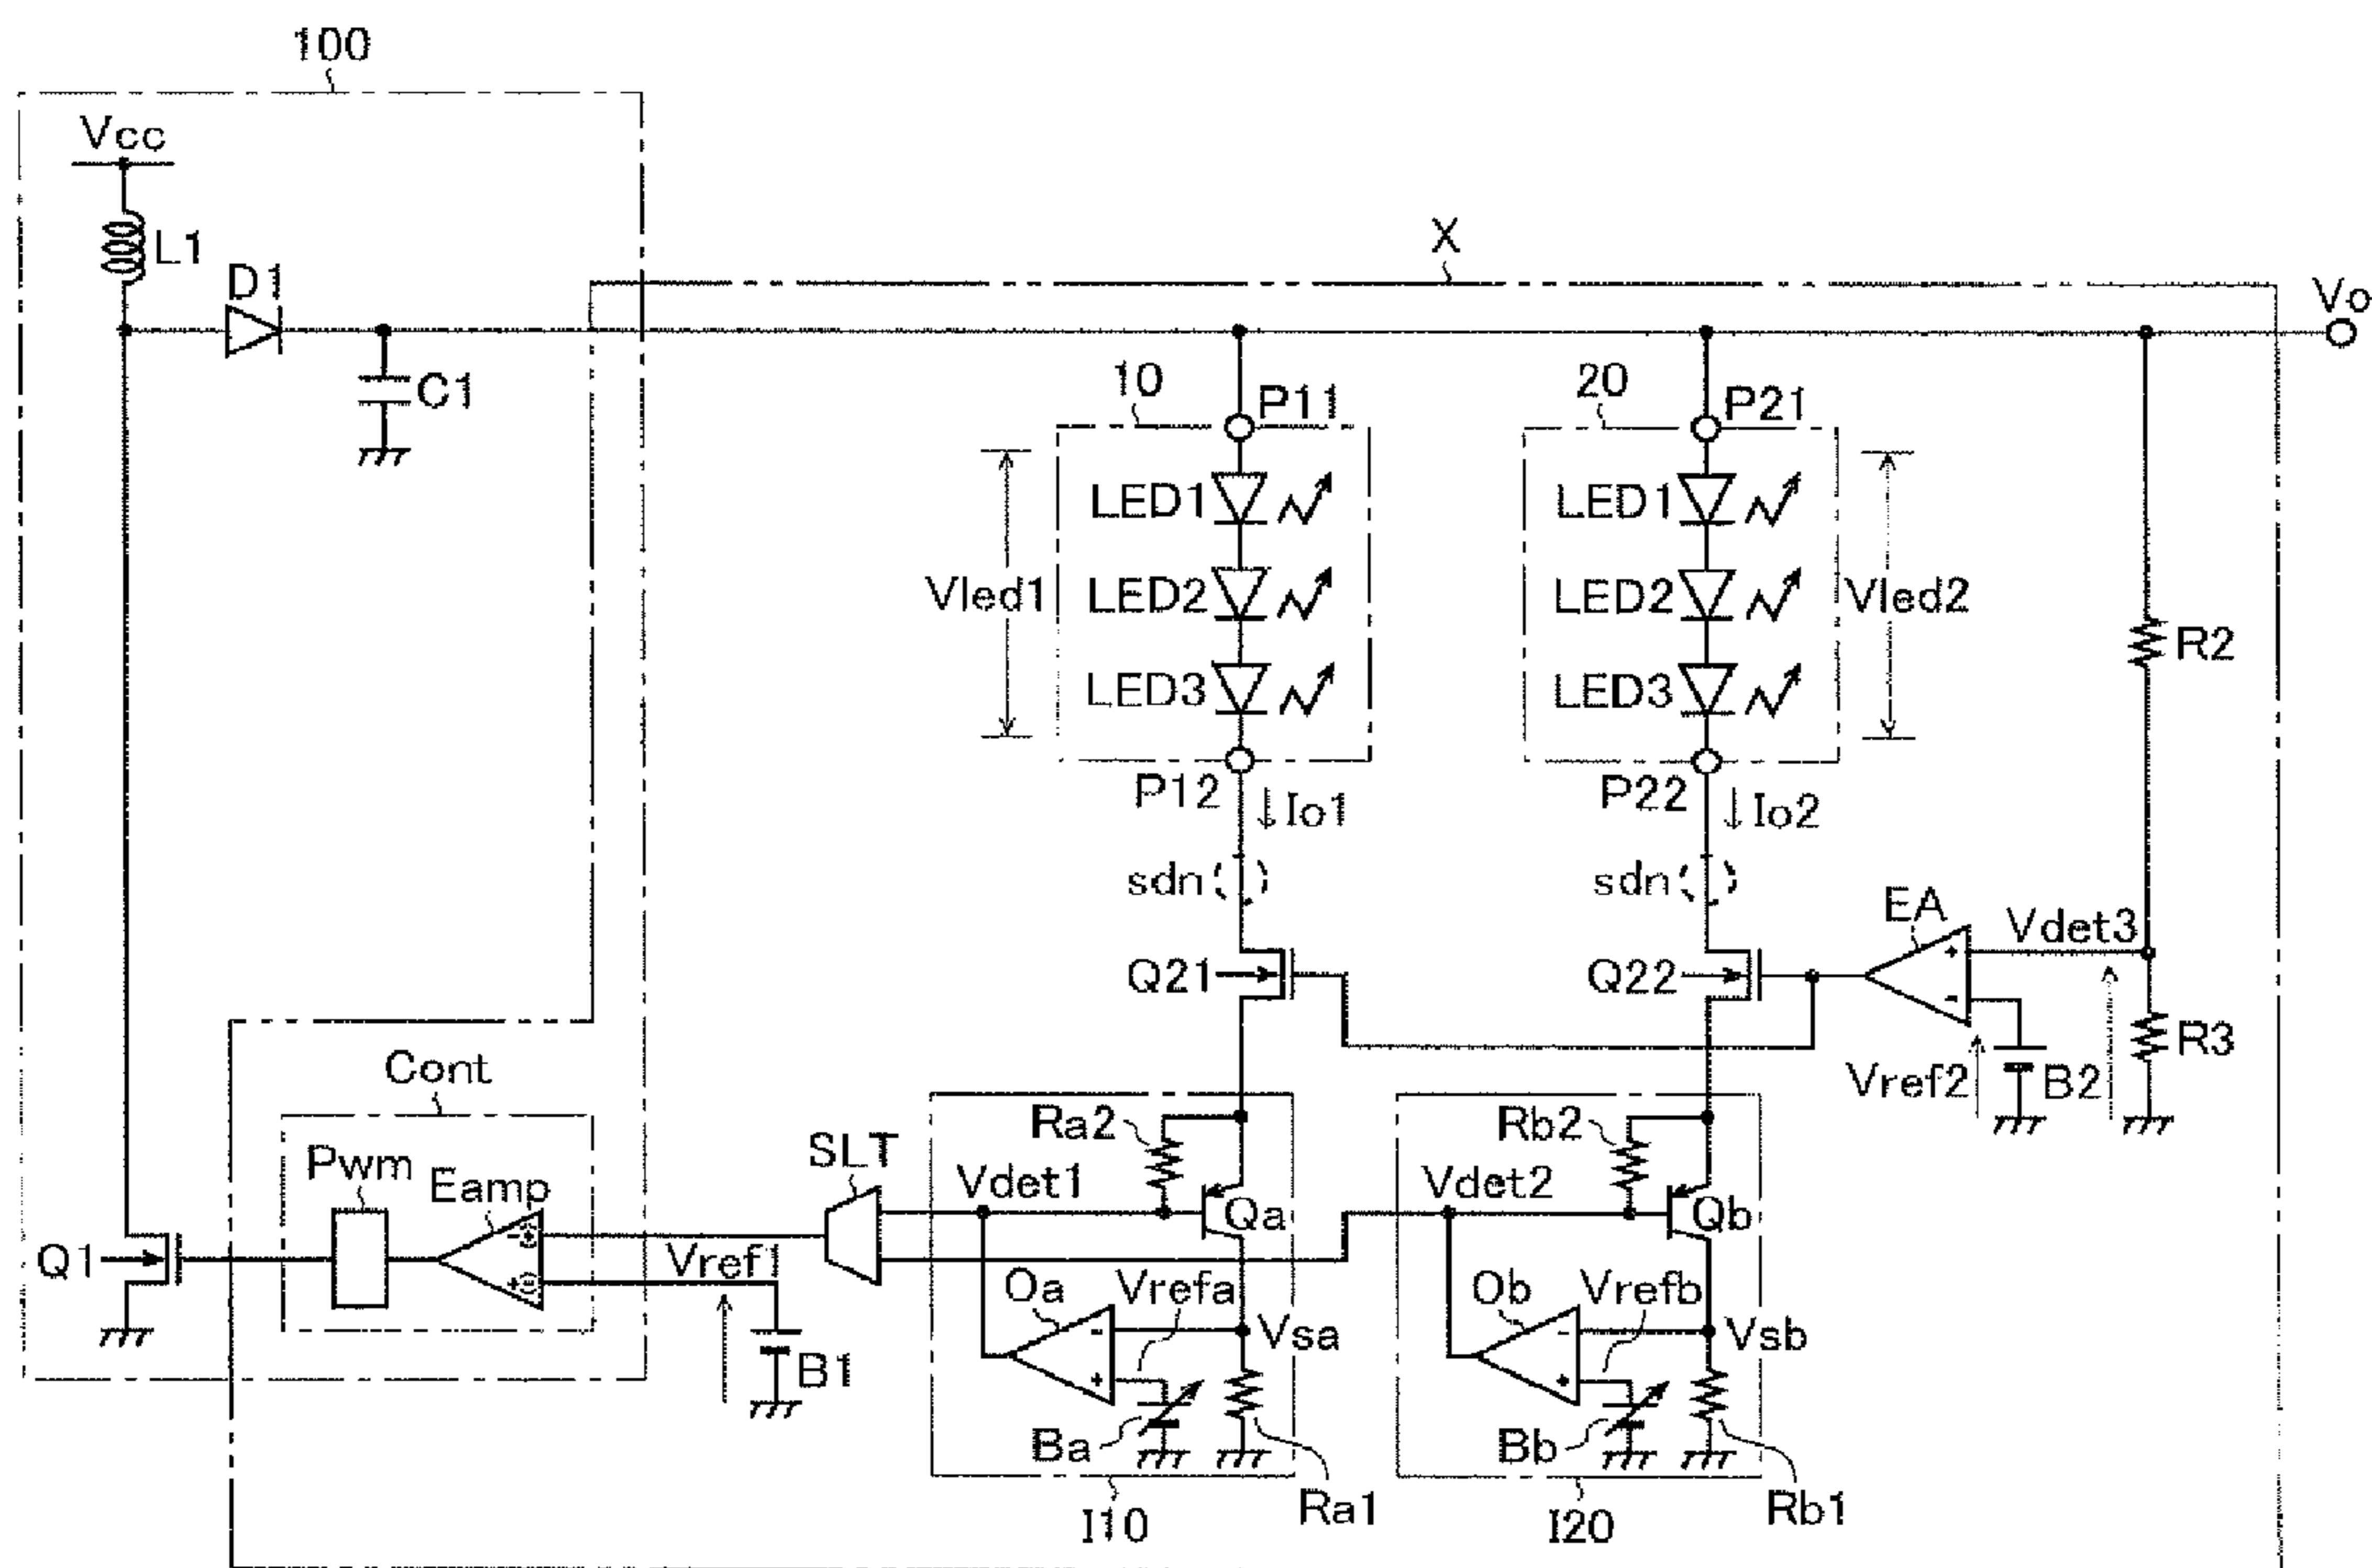 100
Vcc
L1
D1
C1
X
Vo
10
P11
20
P21
LED1
LED1
Vled1
LED2
LED2
Vled2
LED3
LED3
R2
P12
Io1
P22
Io2
sdn
sdn
EA
Vdet3
+
-
Q21
Q22
Vref2
B2
R3
Cont
Pwm
Eamp
SLT
Ra2
Vdet1
Qa
Rb2
Vdet2
Qb
Q1
Vref1
B1
Oa
Vrefa
-
+
Vsa
Ob
Vrefb
-
+
Vsb
Ba
Bb
I10
Ra1
I20
Rb1